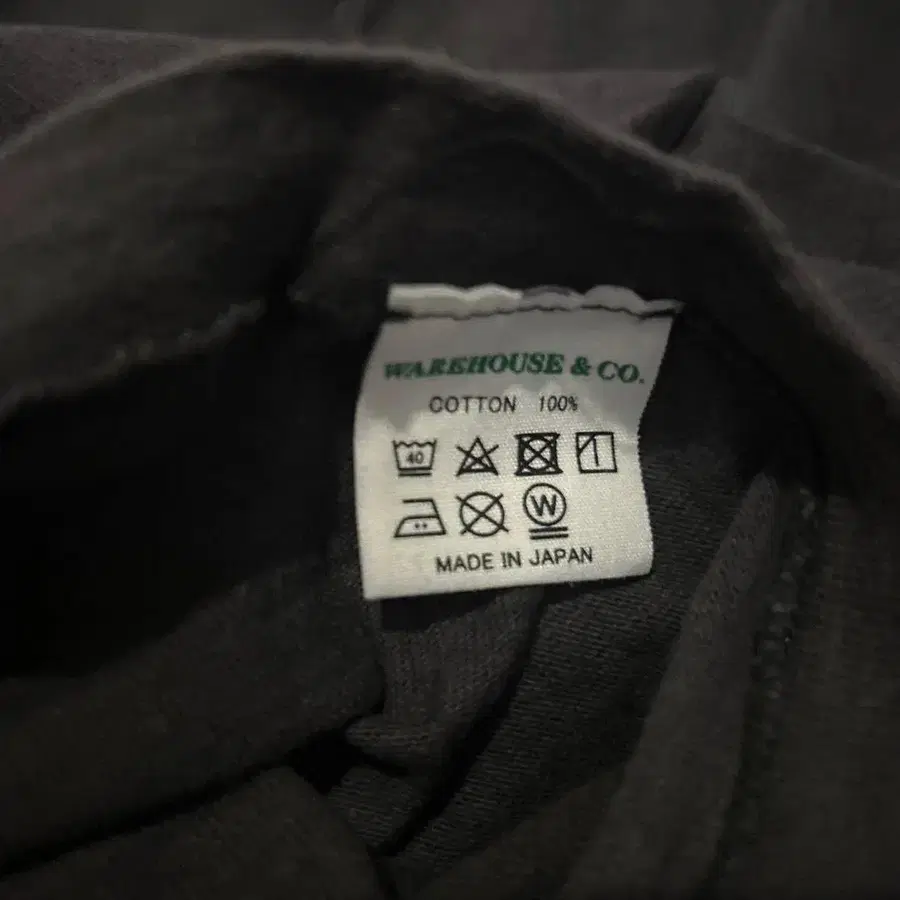 WAREHOUSE & CO.
COTTON 100%
40
W
MADE IN JAPAN